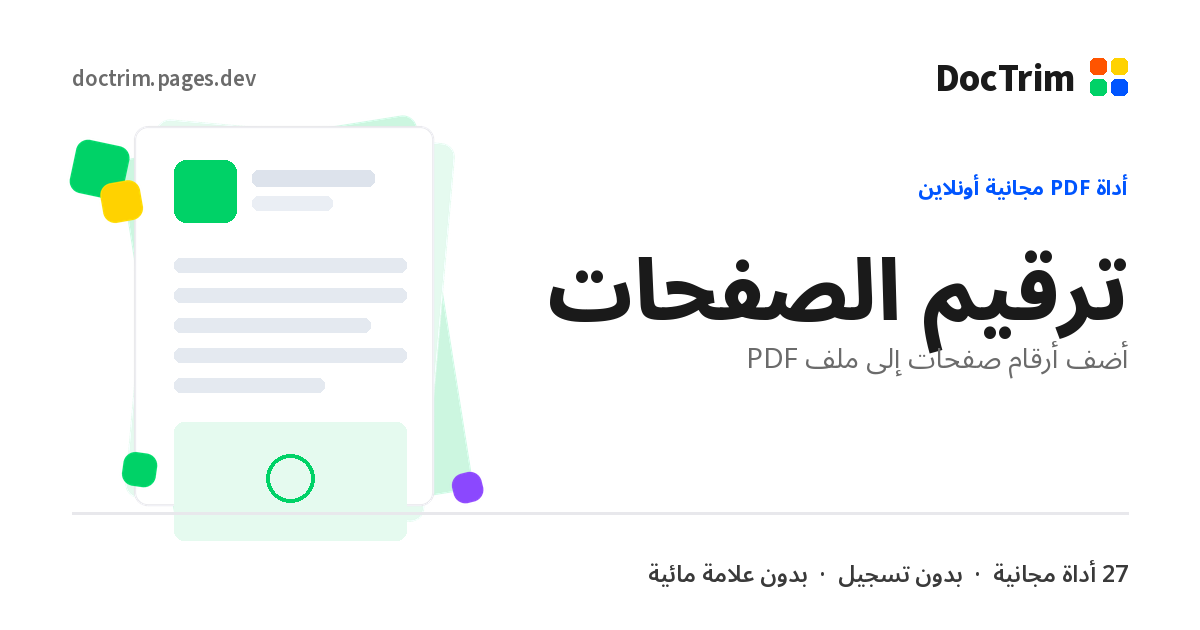 DocTrim
doctrim.pages.dev
أداة PDF مجانية أونلاين
ترقيم الصفحات
أضف أرقام صفحات إلى ملف PDF
27 أداة مجانية · بدون تسجيل · بدون علامة مائية